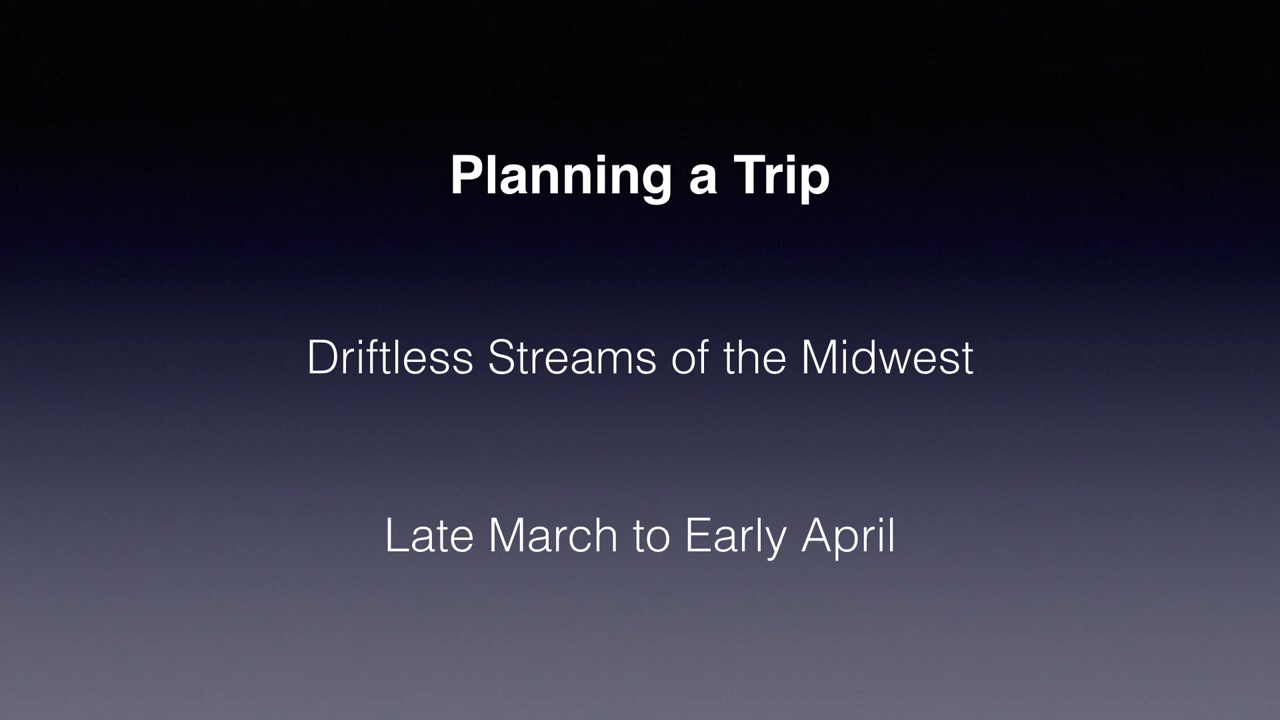 Planning a Trip
Driftless Streams of the Midwest
Late March to Early April